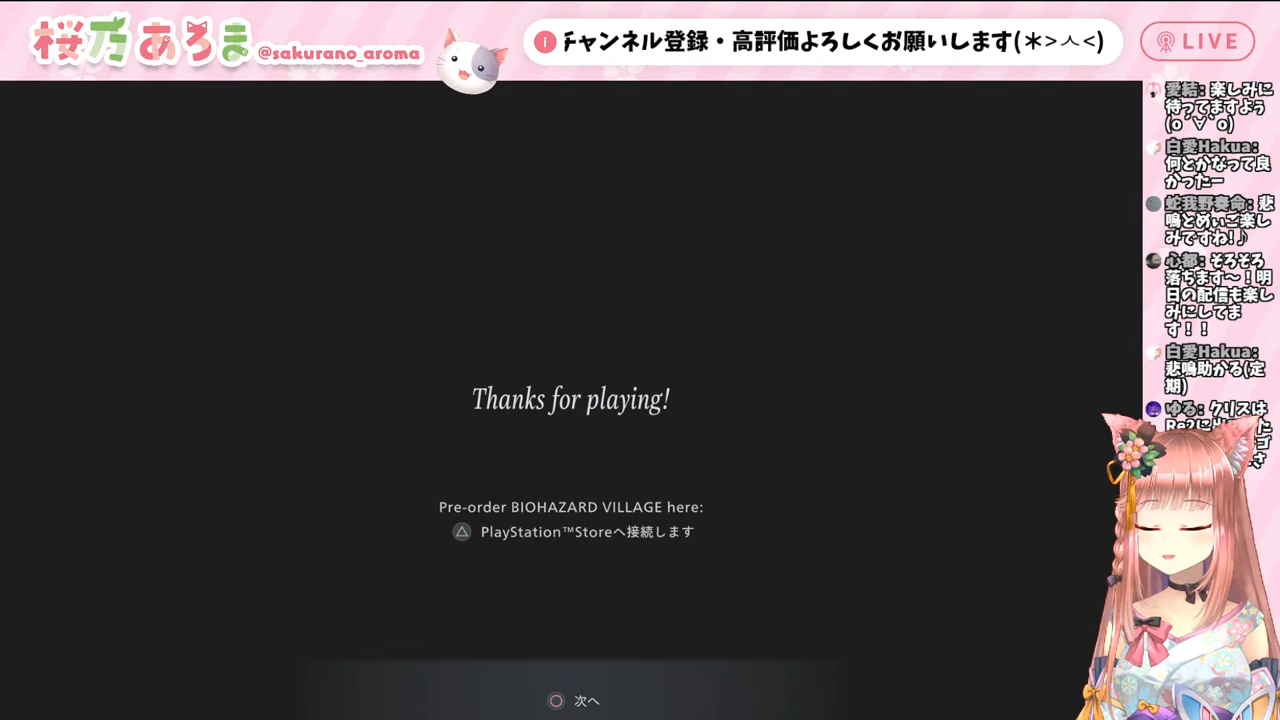 桜乃あろま
@sakurano_aroma
チャンネル登録・高評価よろしくお願いします(*>人<)
LIVE
愛結: 楽しみに
待ってますよぅ
(o´∀`o)
白愛Hakua:
何とかなって良
かったー
蛇我野奏命: 悲
鳴とめぃご楽し
みですね!♪
心都: そろそろ
落ちます〜！明
日の配信も楽し
みにしてま
す！！
白愛Hakua:
悲鳴助かる(定
期)
ゆる: クリスは
Thanks for playing!
Pre-order BIOHAZARD VILLAGE here:
PlayStation™Storeへ接続します
次へ